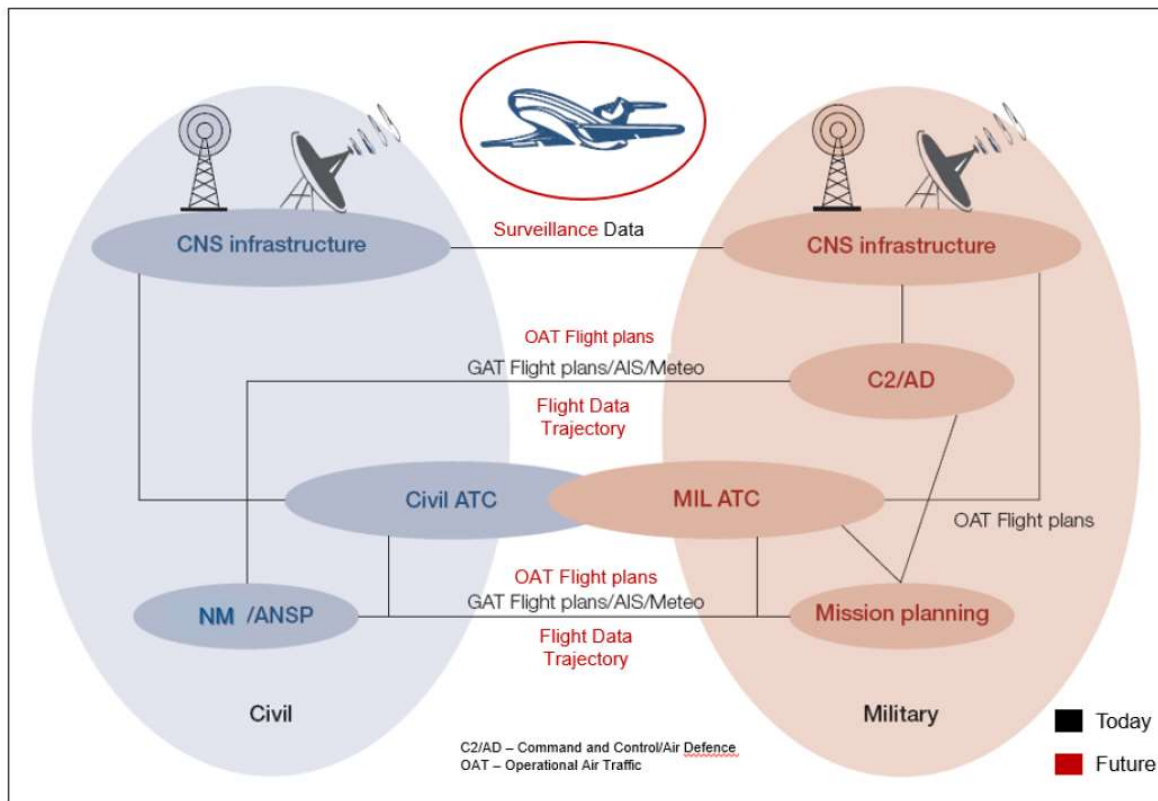 Surveillance Data
CNS infrastructure
CNS infrastructure
OAT Flight plans
GAT Flight plans/AIS/Meteo
Flight Data
Trajectory
C2/AD
Civil ATC
MIL ATC
OAT Flight plans
OAT Flight plans
GAT Flight plans/AIS/Meteo
Flight Data
Trajectory
NM /ANSP
Mission planning
Civil
Military
Today
Future
C2/AD – Command and Control/Air Defence
OAT – Operational Air Traffic